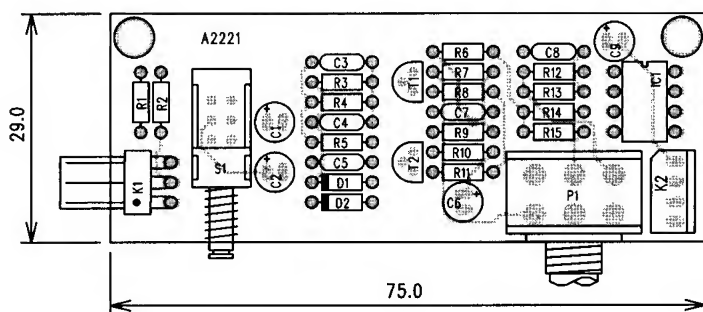 A2221
29.0
R1
R2
K1
S1
C1
C2
C3
R3
R4
C4
R5
C5
D1
D2
T1
T2
R6
R7
R8
C7
R9
R10
R11
C6
C8
R12
R13
R14
R15
P1
C9
IC1
K2
75.0